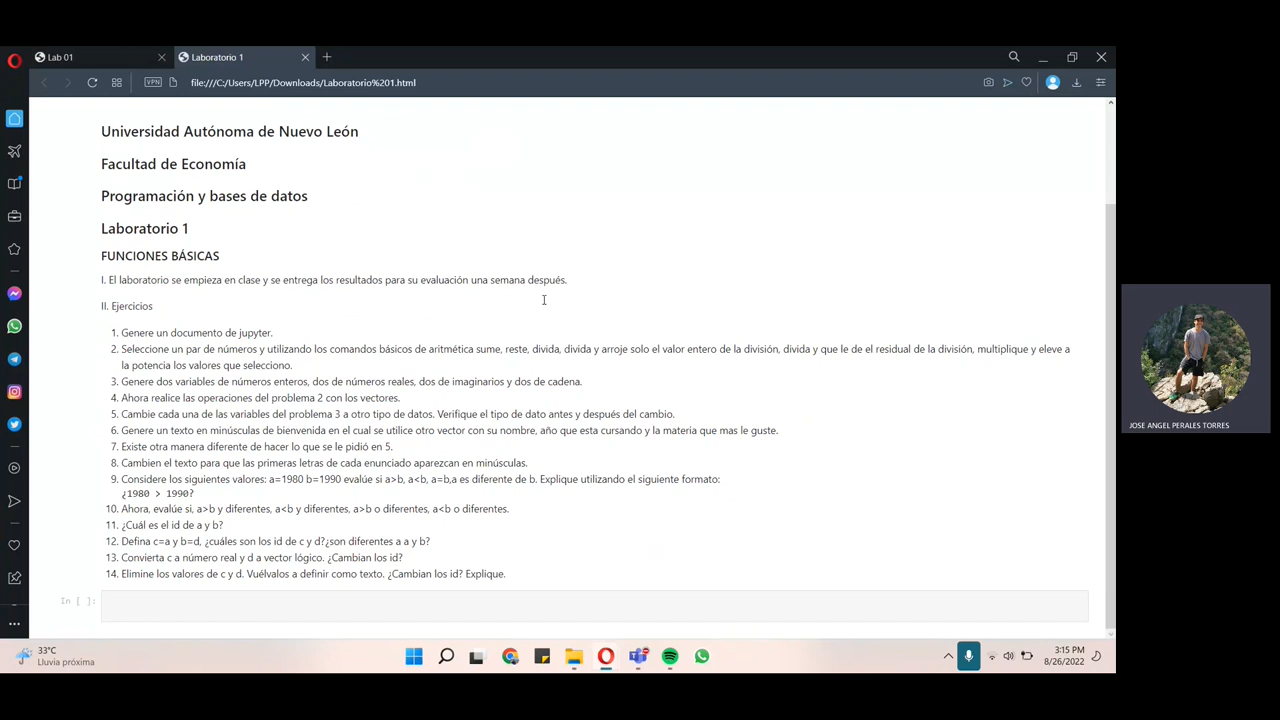 Lab 01
Laboratorio 1
VPN
file:///C:/Users/LPP/Downloads/Laboratorio%201.html
Universidad Autónoma de Nuevo León
Facultad de Economía
Programación y bases de datos
Laboratorio 1
FUNCIONES BÁSICAS
I. El laboratorio se empieza en clase y se entrega los resultados para su evaluación una semana después.
II. Ejercicios
1. Genere un documento de jupyter.
2. Seleccione un par de números y utilizando los comandos básicos de aritmética sume, reste, divida, divida y arroje solo el valor entero de la división, divida y que le de el residual de la división, multiplique y eleve a
la potencia los valores que selecciono.
3. Genere dos variables de números enteros, dos de números reales, dos de imaginarios y dos de cadena.
4. Ahora realice las operaciones del problema 2 con los vectores.
5. Cambie cada una de las variables del problema 3 a otro tipo de datos. Verifique el tipo de dato antes y después del cambio.
6. Genere un texto en minúsculas de bienvenida en el cual se utilice otro vector con su nombre, año que esta cursando y la materia que mas le guste.
7. Existe otra manera diferente de hacer lo que se le pidió en 5.
8. Cambien el texto para que las primeras letras de cada enunciado aparezcan en minúsculas.
9. Considere los siguientes valores: a=1980 b=1990 evalúe si a>b, a<b, a=b,a es diferente de b. Explique utilizando el siguiente formato:
¿1980 > 1990?
10. Ahora, evalúe si, a>b y diferentes, a<b y diferentes, a>b o diferentes, a<b o diferentes.
11. ¿Cuál es el id de a y b?
12. Defina c=a y b=d, ¿cuáles son los id de c y d?¿son diferentes a a y b?
13. Convierta c a número real y d a vector lógico. ¿Cambian los id?
14. Elimine los valores de c y d. Vuélvalos a definir como texto. ¿Cambian los id? Explique.
In [ ]:
JOSE ANGEL PERALES TORRES
33°C
Lluvia próxima
3:15 PM
8/26/2022